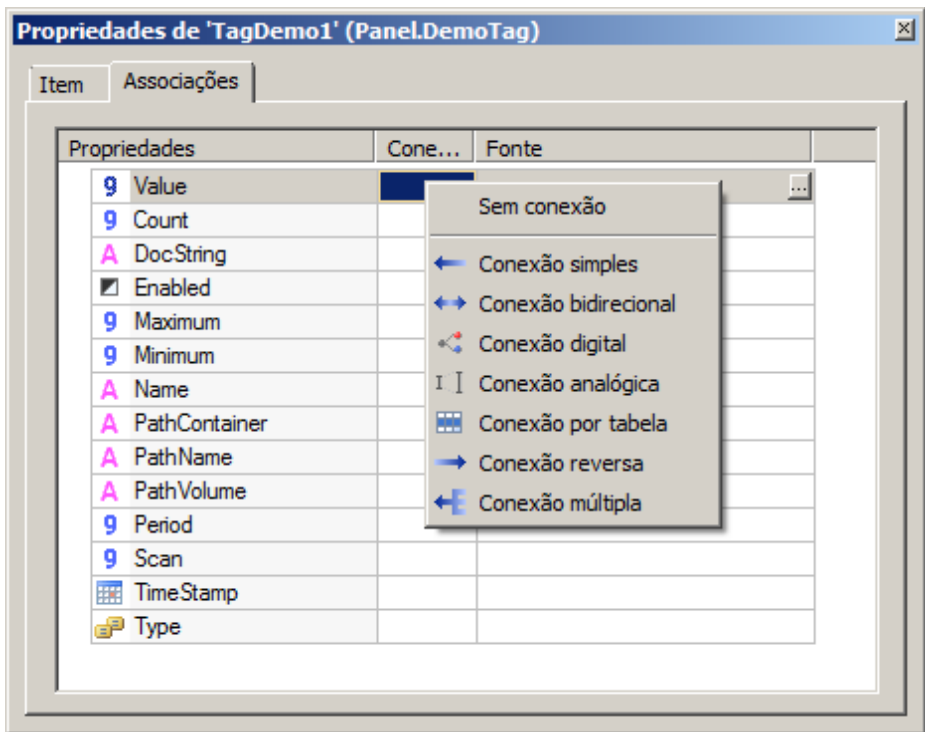 Propriedades de 'TagDemo1' (Panel.DemoTag)
Item Associações
Propriedades Cone... Fonte
Value ...
Count
DocString
Enabled
Maximum
Minimum
Name
PathContainer
PathName
PathVolume
Period
Scan
TimeStamp
Type
Sem conexão
Conexão simples
Conexão bidirecional
Conexão digital
Conexão analógica
Conexão por tabela
Conexão reversa
Conexão múltipla